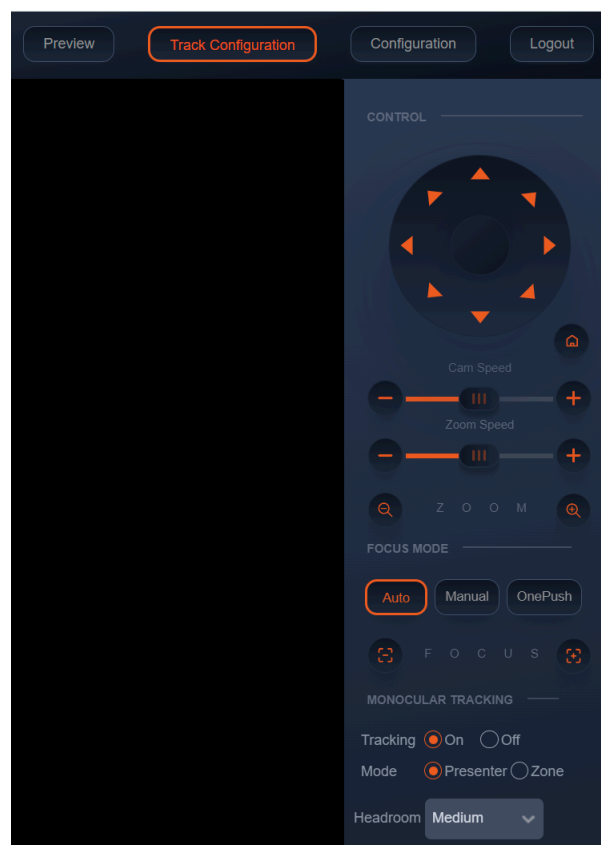 Preview Track Configuration Configuration Logout
CONTROL
Cam Speed
Zoom Speed
Z O O M
FOCUS MODE
Auto Manual OnePush
F O C U S
MONOCULAR TRACKING
Tracking On Off
Mode Presenter Zone
Headroom Medium